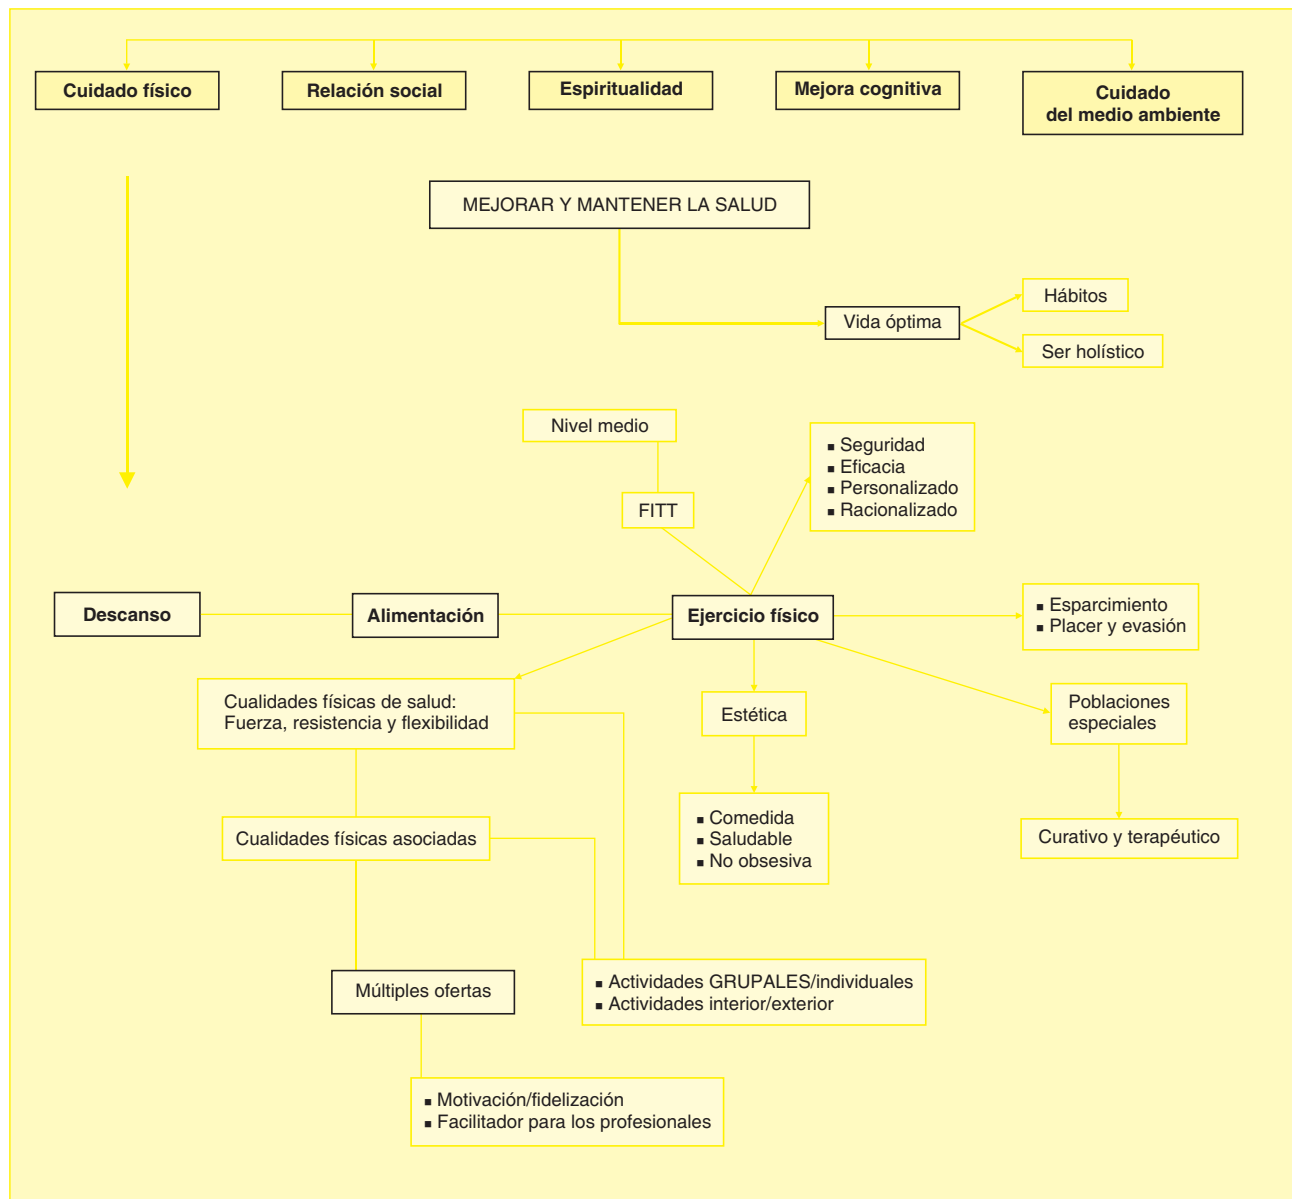 Cuidado físico
Relación social
Espiritualidad
Mejora cognitiva
Cuidado
del medio ambiente
MEJORAR Y MANTENER LA SALUD
Vida óptima
Hábitos
Ser holístico
Nivel medio
FITT
▪ Seguridad
▪ Eficacia
▪ Personalizado
▪ Racionalizado
Descanso
Alimentación
Ejercicio físico
▪ Esparcimiento
▪ Placer y evasión
Cualidades físicas de salud:
Fuerza, resistencia y flexibilidad
Estética
Poblaciones
especiales
Cualidades físicas asociadas
▪ Comedida
▪ Saludable
▪ No obsesiva
Curativo y terapéutico
Múltiples ofertas
▪ Actividades GRUPALES/individuales
▪ Actividades interior/exterior
▪ Motivación/fidelización
▪ Facilitador para los profesionales